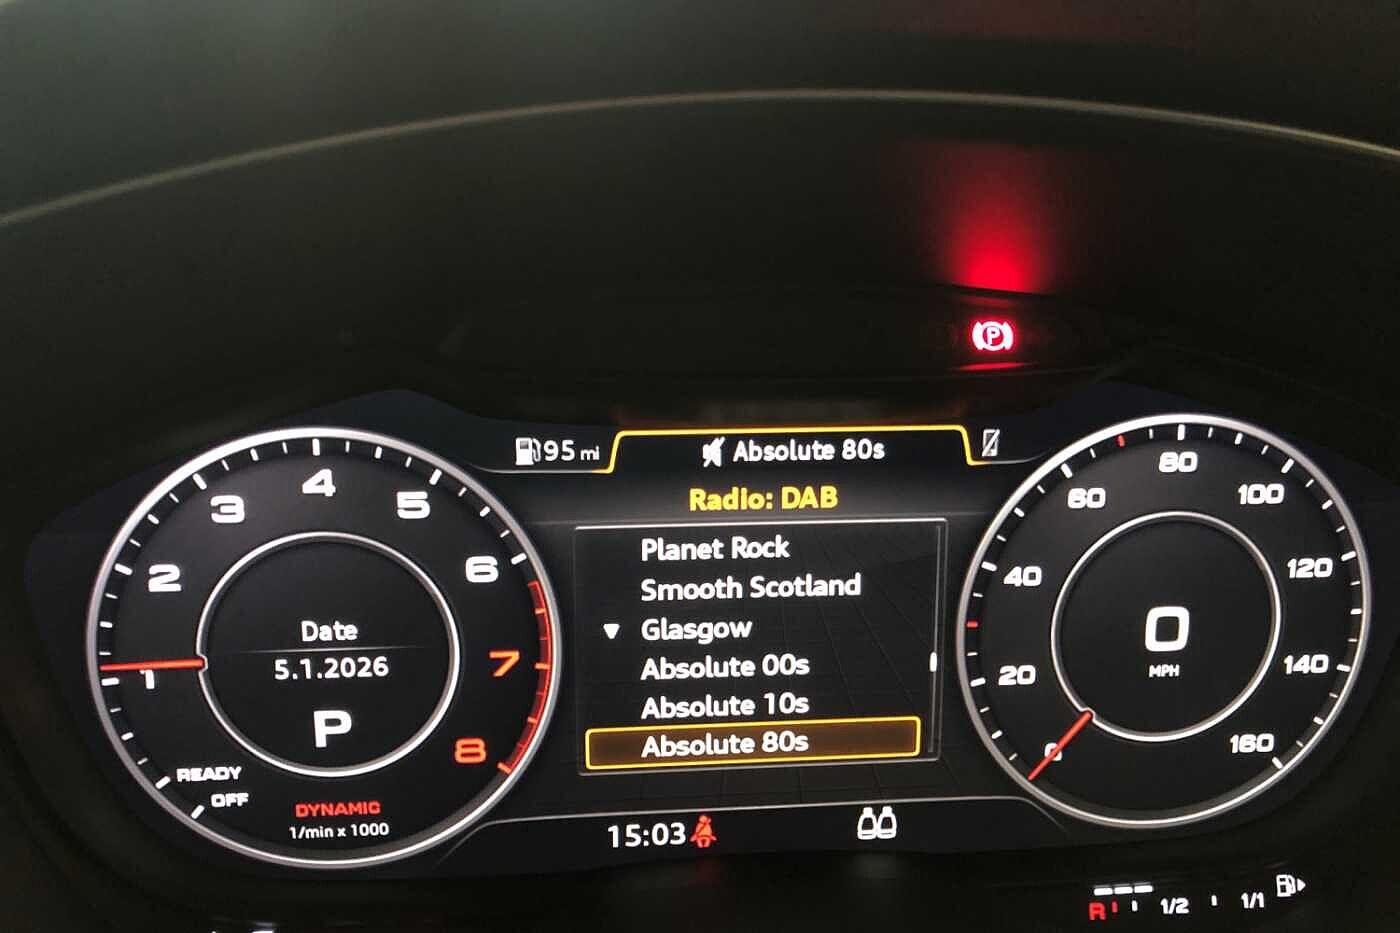 P
95 mi
Absolute 80s
Radio: DAB
Planet Rock
Smooth Scotland
Glasgow
Absolute 00s
Absolute 10s
Absolute 80s
1
2
3
4
5
6
7
8
Date
5.1.2026
P
READY
OFF
DYNAMIC
1/min x 1000
15:03
0
20
40
60
80
100
120
140
160
0
MPH
R 1/2 1/1